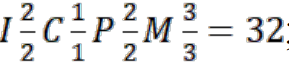 I 2/2 C 1/1 P 2/2 M 3/3 = 32;